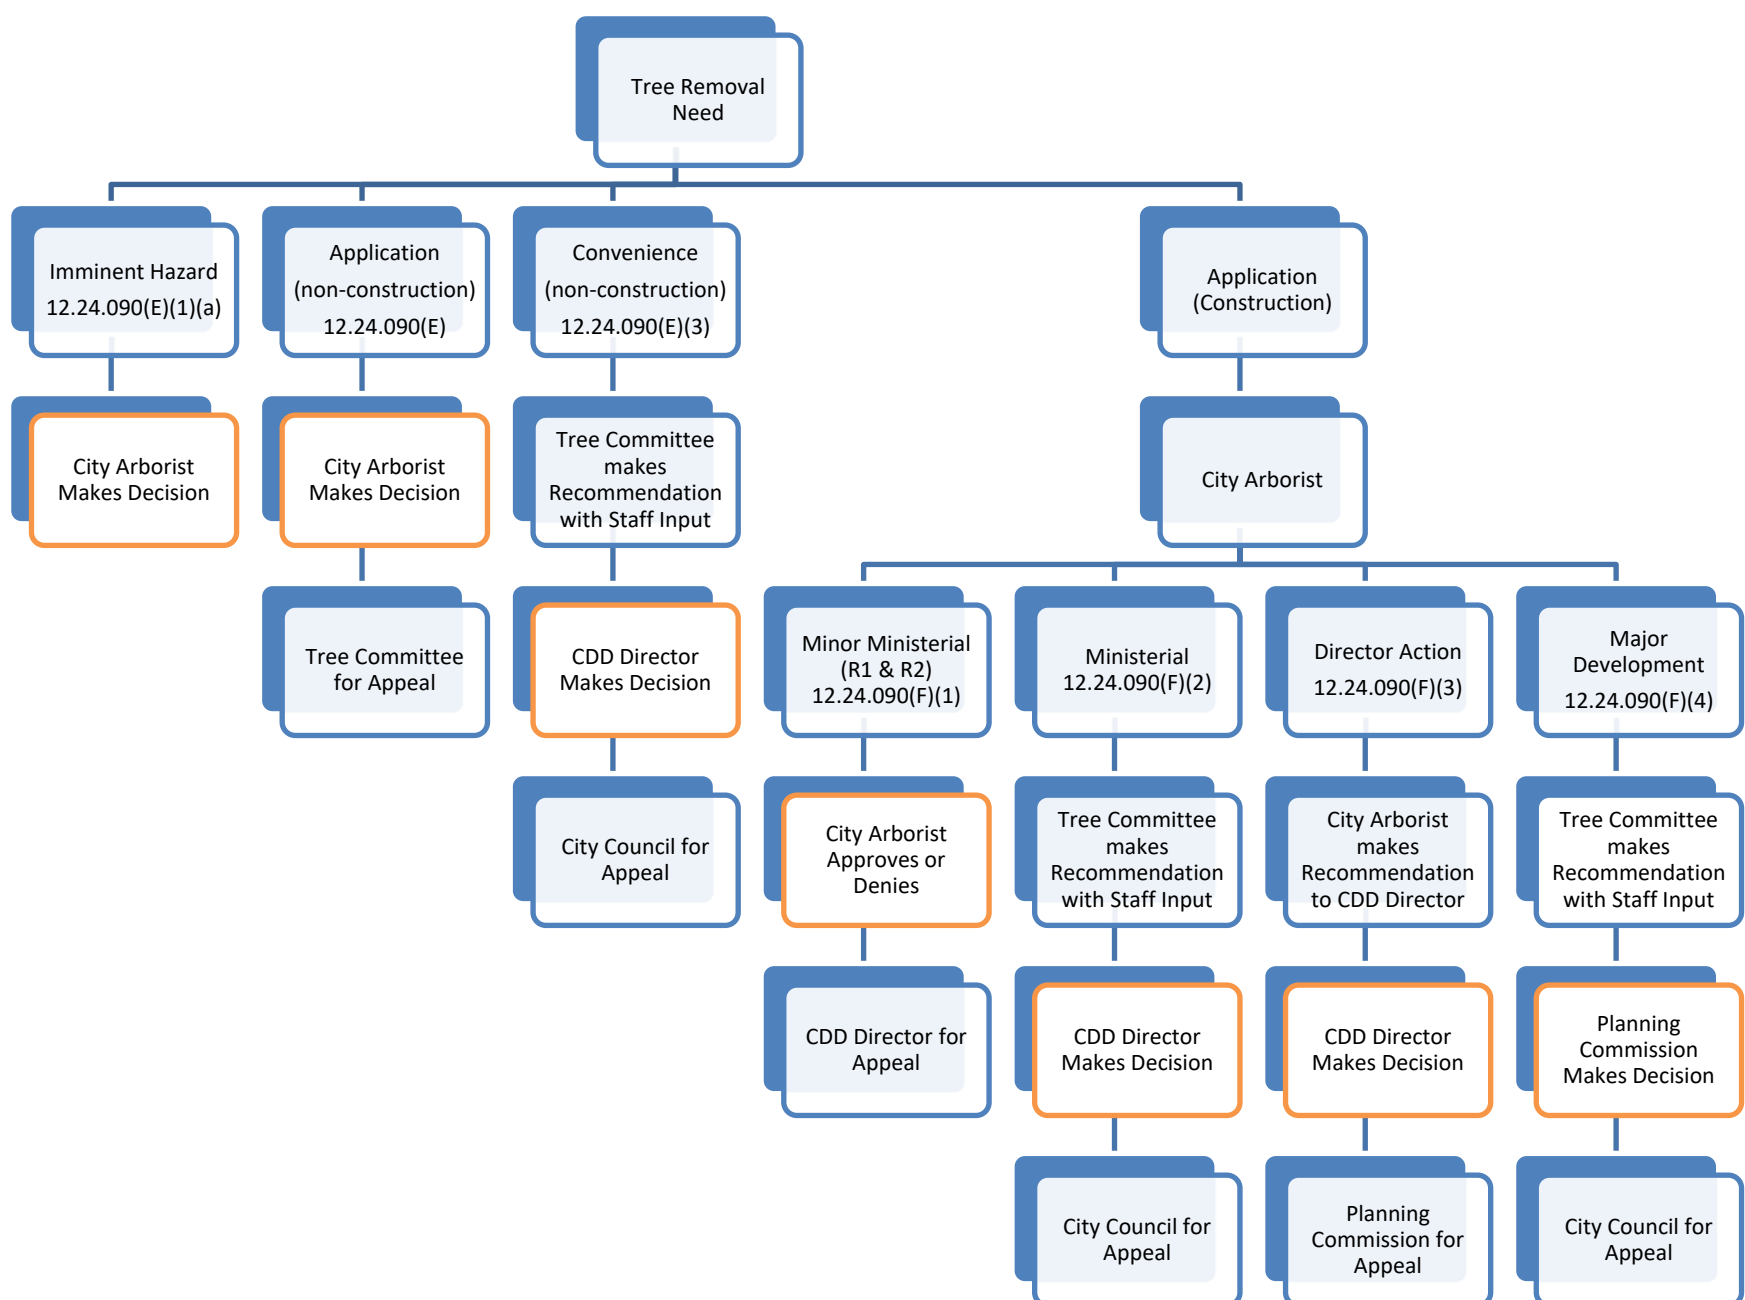 Tree Removal
Need
Imminent Hazard
12.24.090(E)(1)(a)
Application
(non-construction)
12.24.090(E)
Convenience
(non-construction)
12.24.090(E)(3)
Application
(Construction)
City Arborist
Makes Decision
City Arborist
Makes Decision
Tree Committee
makes
Recommendation
with Staff Input
City Arborist
Tree Committee
for Appeal
CDD Director
Makes Decision
Minor Ministerial
(R1 & R2)
12.24.090(F)(1)
Ministerial
12.24.090(F)(2)
Director Action
12.24.090(F)(3)
Major
Development
12.24.090(F)(4)
City Council for
Appeal
City Arborist
Approves or
Denies
Tree Committee
makes
Recommendation
with Staff Input
City Arborist
makes
Recommendation
to CDD Director
Tree Committee
makes
Recommendation
with Staff Input
CDD Director for
Appeal
CDD Director
Makes Decision
CDD Director
Makes Decision
Planning
Commission
Makes Decision
City Council for
Appeal
Planning
Commission for
Appeal
City Council for
Appeal